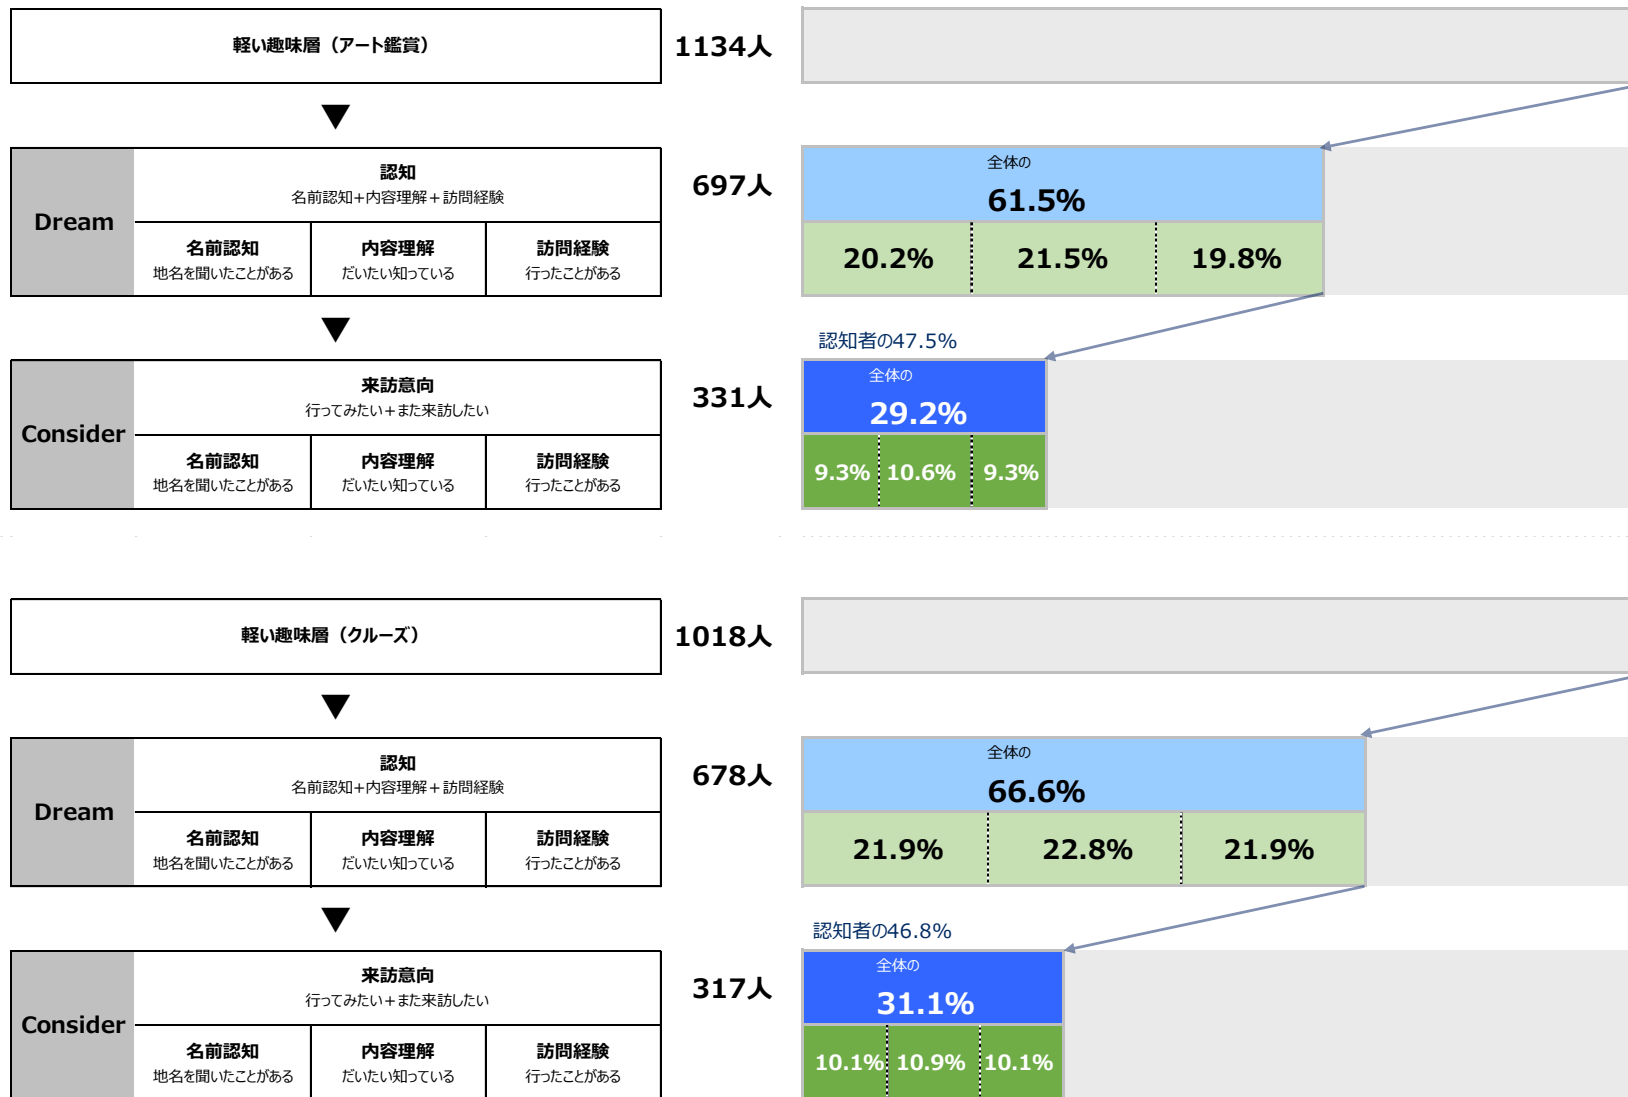 軽い趣味層（アート鑑賞）
1134人
▼
Dream
認知
名前認知+内容理解＋訪問経験
697人
全体の
61.5%
名前認知
地名を聞いたことがある
内容理解
だいたい知っている
訪問経験
行ったことがある
20.2%
21.5%
19.8%
▼
認知者の47.5%
Consider
来訪意向
行ってみたい＋また来訪したい
331人
全体の
29.2%
名前認知
地名を聞いたことがある
内容理解
だいたい知っている
訪問経験
行ったことがある
9.3%
10.6%
9.3%
軽い趣味層（クルーズ）
1018人
▼
Dream
認知
名前認知+内容理解＋訪問経験
678人
全体の
66.6%
名前認知
地名を聞いたことがある
内容理解
だいたい知っている
訪問経験
行ったことがある
21.9%
22.8%
21.9%
▼
認知者の46.8%
Consider
来訪意向
行ってみたい＋また来訪したい
317人
全体の
31.1%
名前認知
地名を聞いたことがある
内容理解
だいたい知っている
訪問経験
行ったことがある
10.1%
10.9%
10.1%